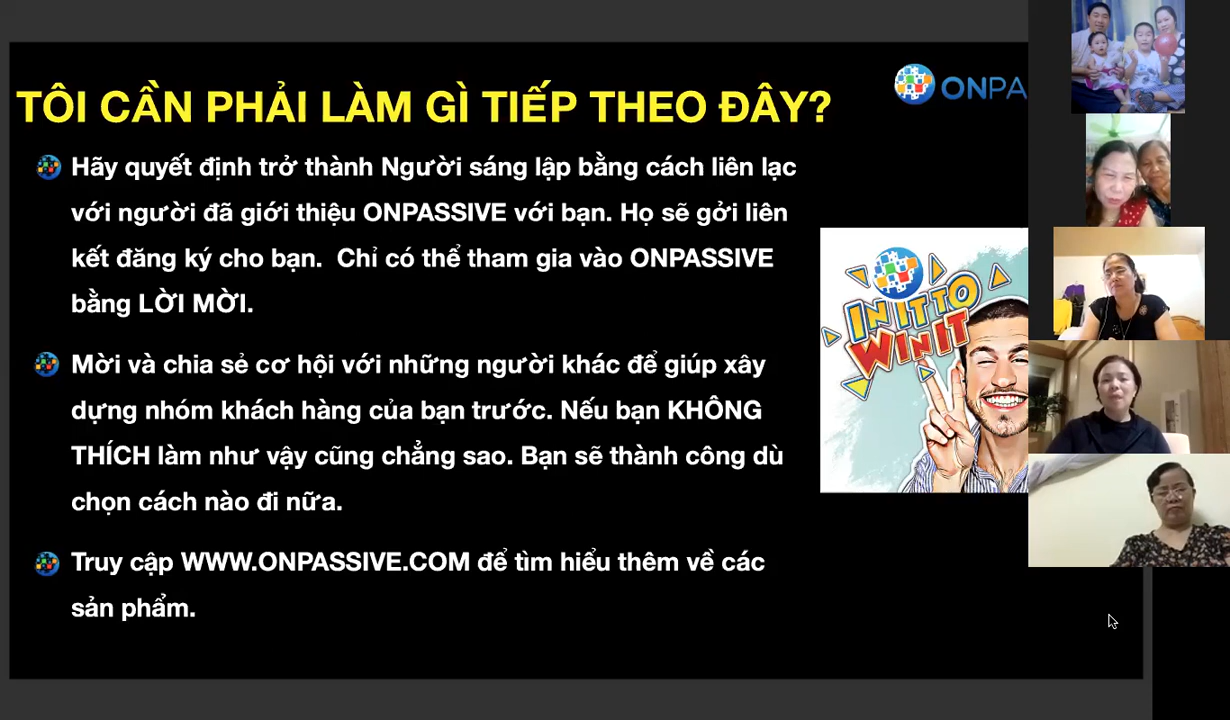 TÔI CẦN PHẢI LÀM GÌ TIẾP THEO ĐÂY?
ONPA
Hãy quyết định trở thành Người sáng lập bằng cách liên lạc
với người đã giới thiệu ONPASSIVE với bạn. Họ sẽ gởi liên
kết đăng ký cho bạn. Chỉ có thể tham gia vào ONPASSIVE
bằng LỜI MỜI.
IN IT TO
WIN IT
Mời và chia sẻ cơ hội với những người khác để giúp xây
dựng nhóm khách hàng của bạn trước. Nếu bạn KHÔNG
THÍCH làm như vậy cũng chẳng sao. Bạn sẽ thành công dù
chọn cách nào đi nữa.
Truy cập WWW.ONPASSIVE.COM để tìm hiểu thêm về các
sản phẩm.